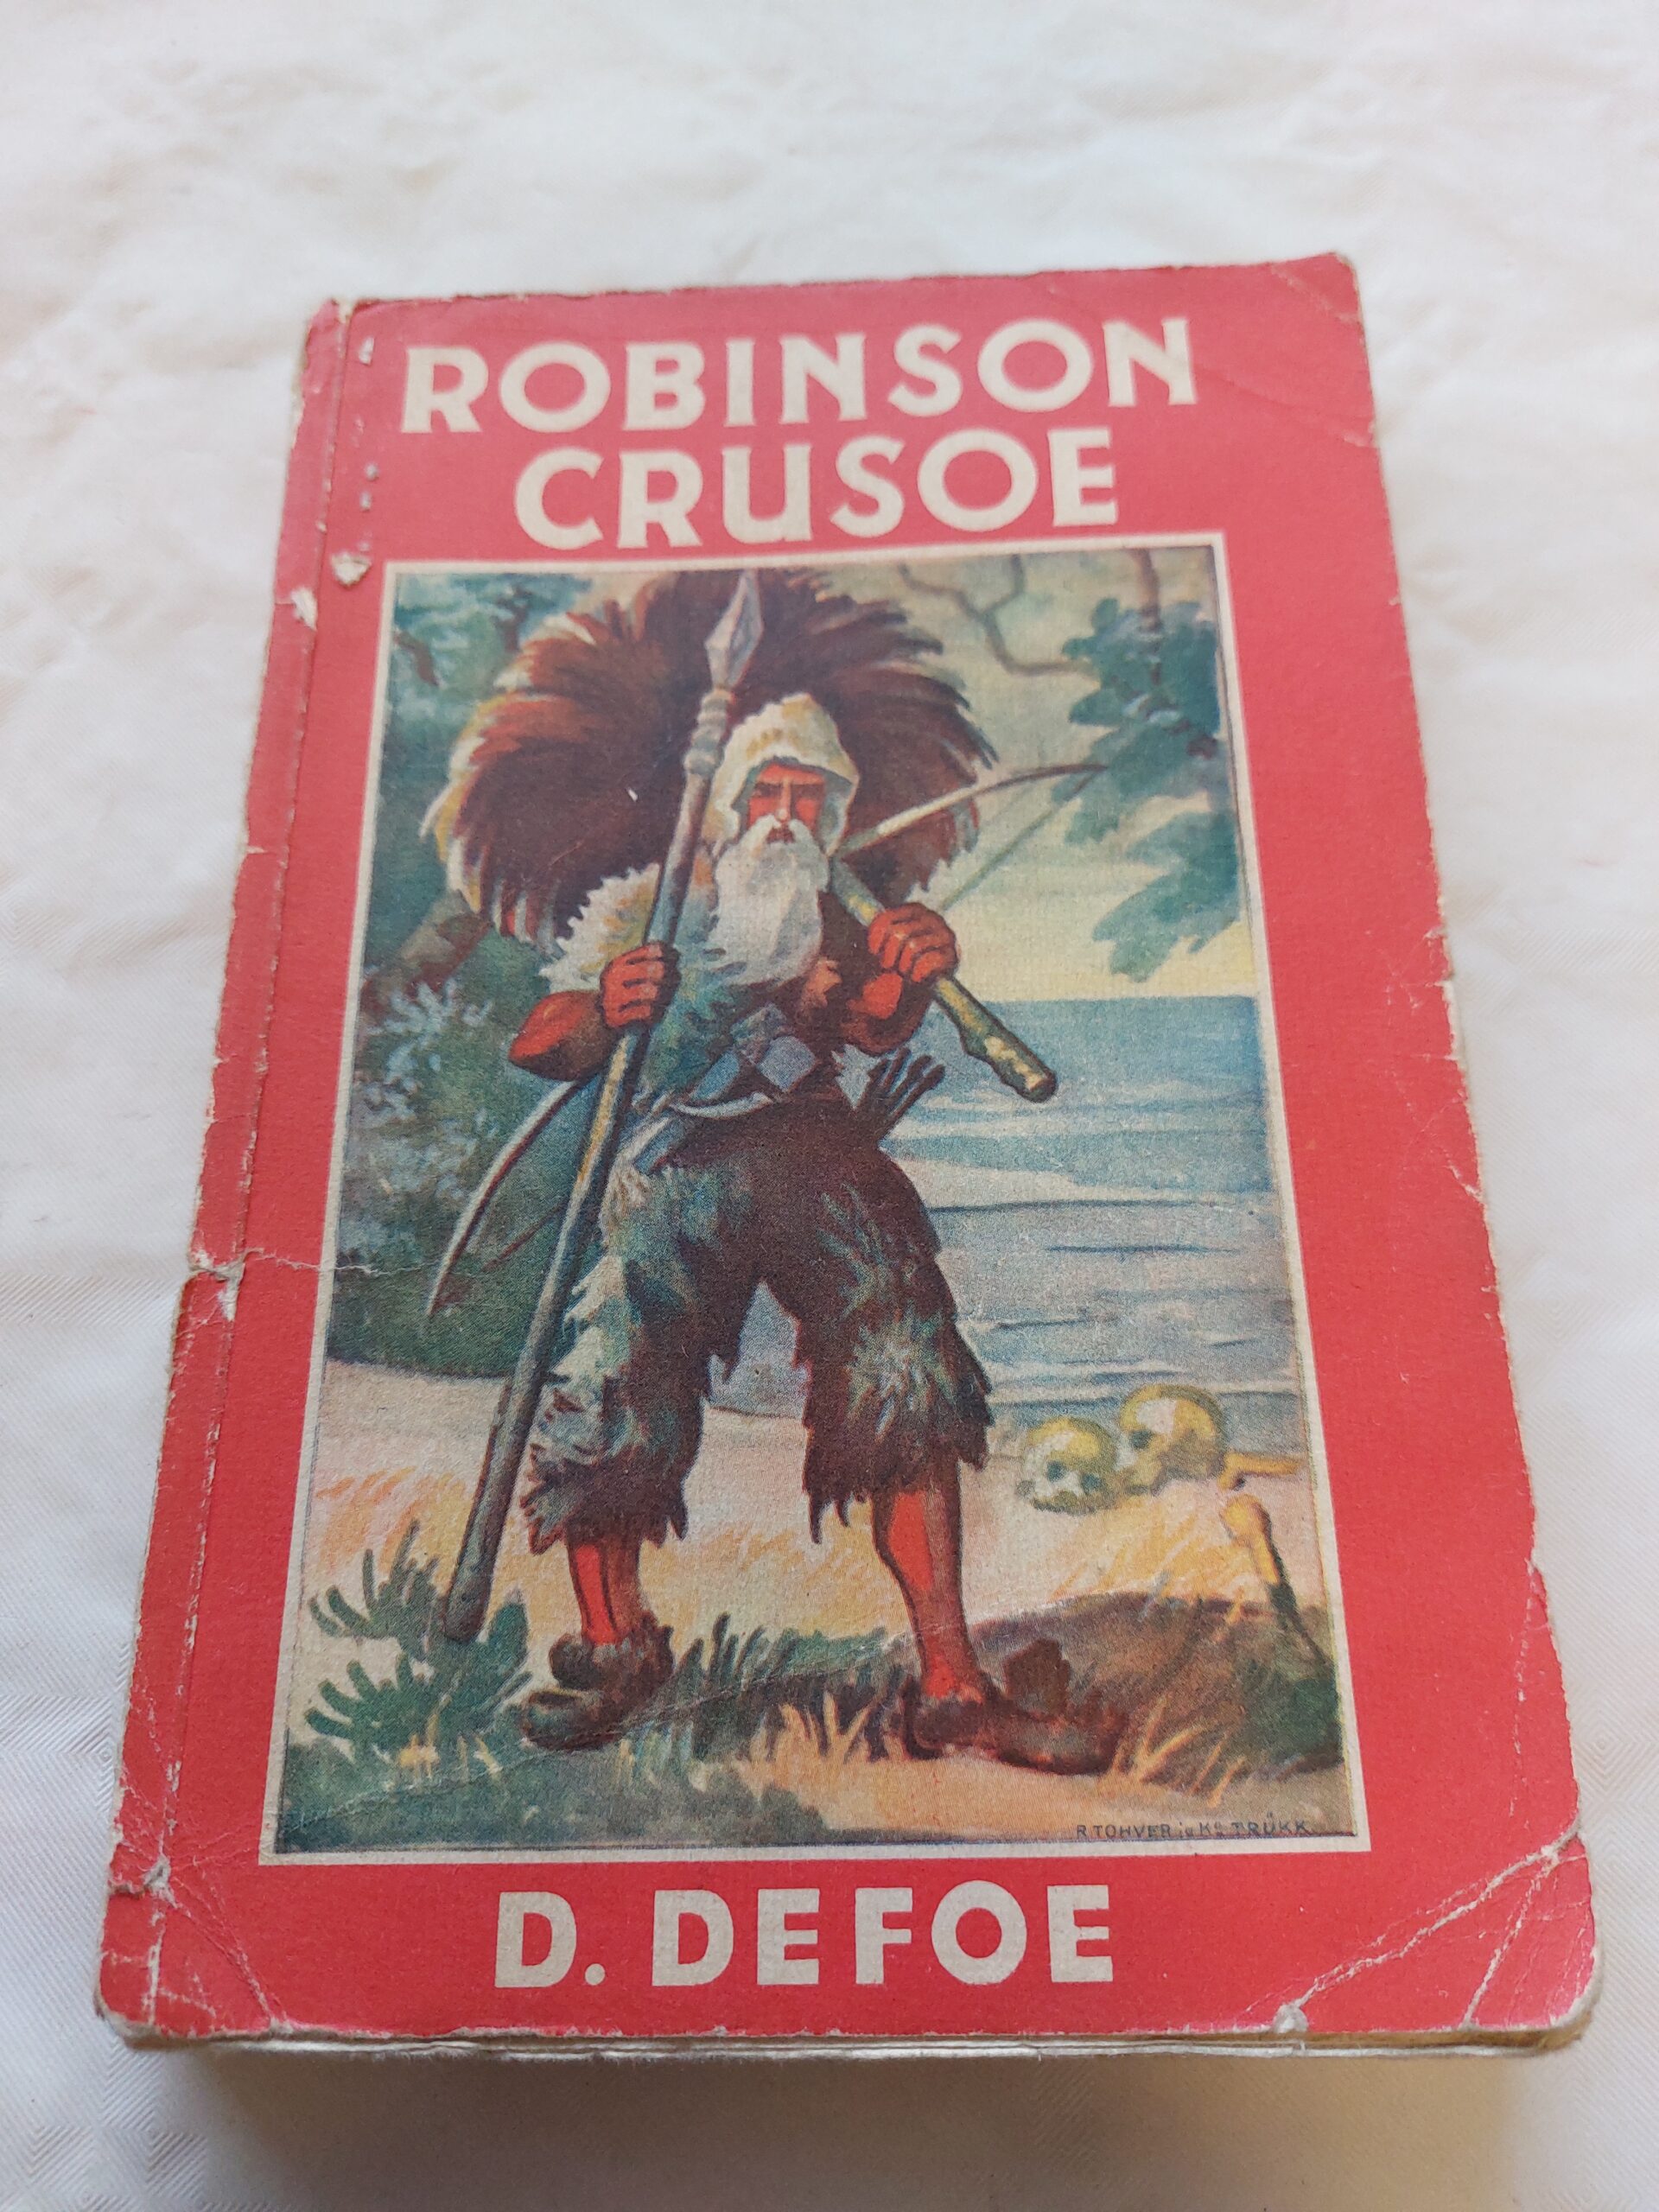 ROBINSON
CRUSOE
R. TOHVER ja Ko TRÜKK.
D. DEFOE